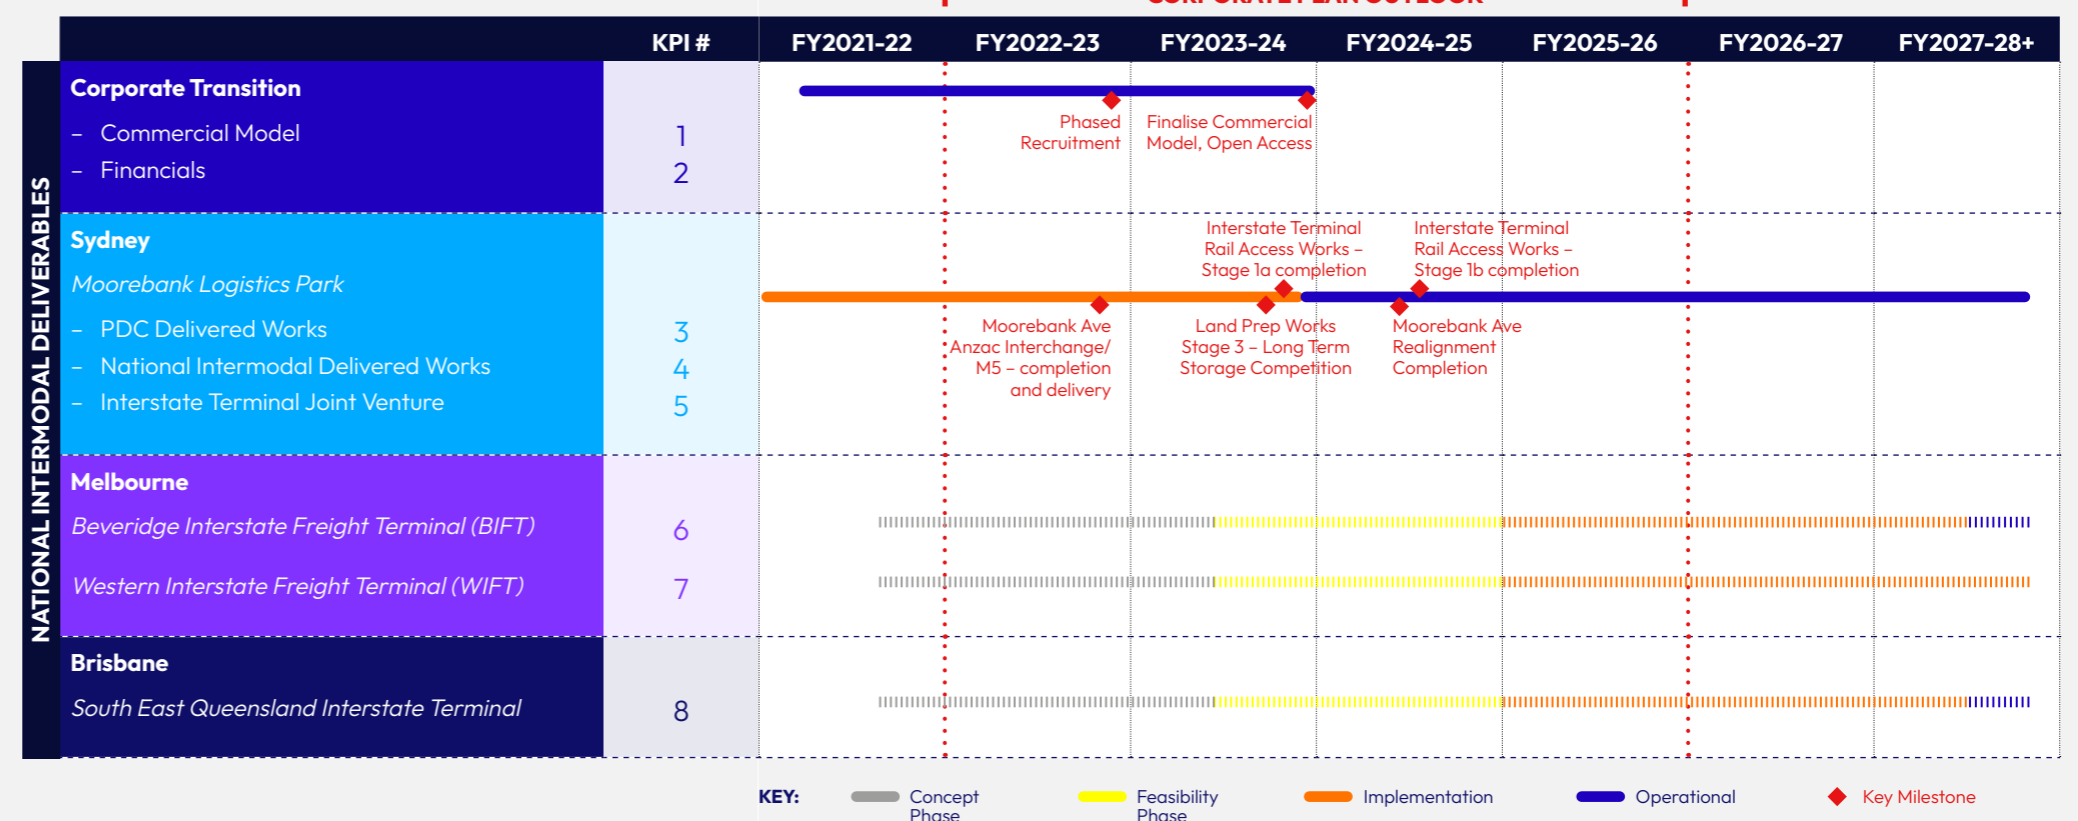 CORPORATE PLAN OUTLOOK
KPI # FY2021-22 FY2022-23 FY2023-24 FY2024-25 FY2025-26 FY2026-27 FY2027-28+
NATIONAL INTERMODAL DELIVERABLES
Corporate Transition
– Commercial Model 1
– Financials 2
Phased
Recruitment
Finalise Commercial
Model, Open Access
Sydney
Moorebank Logistics Park
– PDC Delivered Works 3
– National Intermodal Delivered Works 4
– Interstate Terminal Joint Venture 5
Interstate Terminal
Rail Access Works –
Stage 1a completion
Interstate Terminal
Rail Access Works –
Stage 1b completion
Moorebank Ave
Anzac Interchange/
M5 – completion
and delivery
Land Prep Works
Stage 3 – Long Term
Storage Competition
Moorebank Ave
Realignment
Completion
Melbourne
Beveridge Interstate Freight Terminal (BIFT) 6
Western Interstate Freight Terminal (WIFT) 7
Brisbane
South East Queensland Interstate Terminal 8
KEY:
Concept
Phase
Feasibility
Phase
Implementation
Operational
Key Milestone